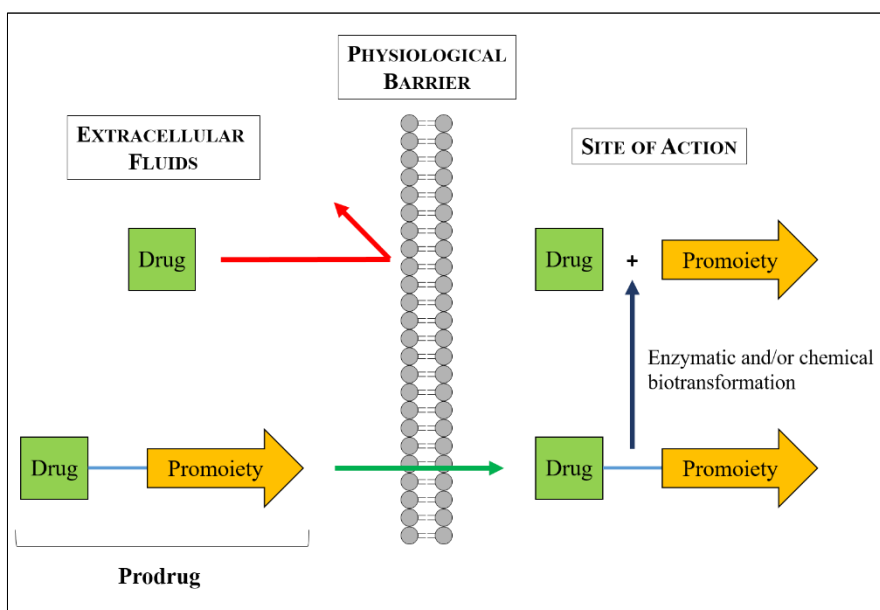 PHYSIOLOGICAL
BARRIER
EXTRACELLULAR
FLUIDS
SITE OF ACTION
Drug
Drug
+
Promoiety
Enzymatic and/or chemical
biotransformation
Drug
Promoiety
Drug
Promoiety
Prodrug